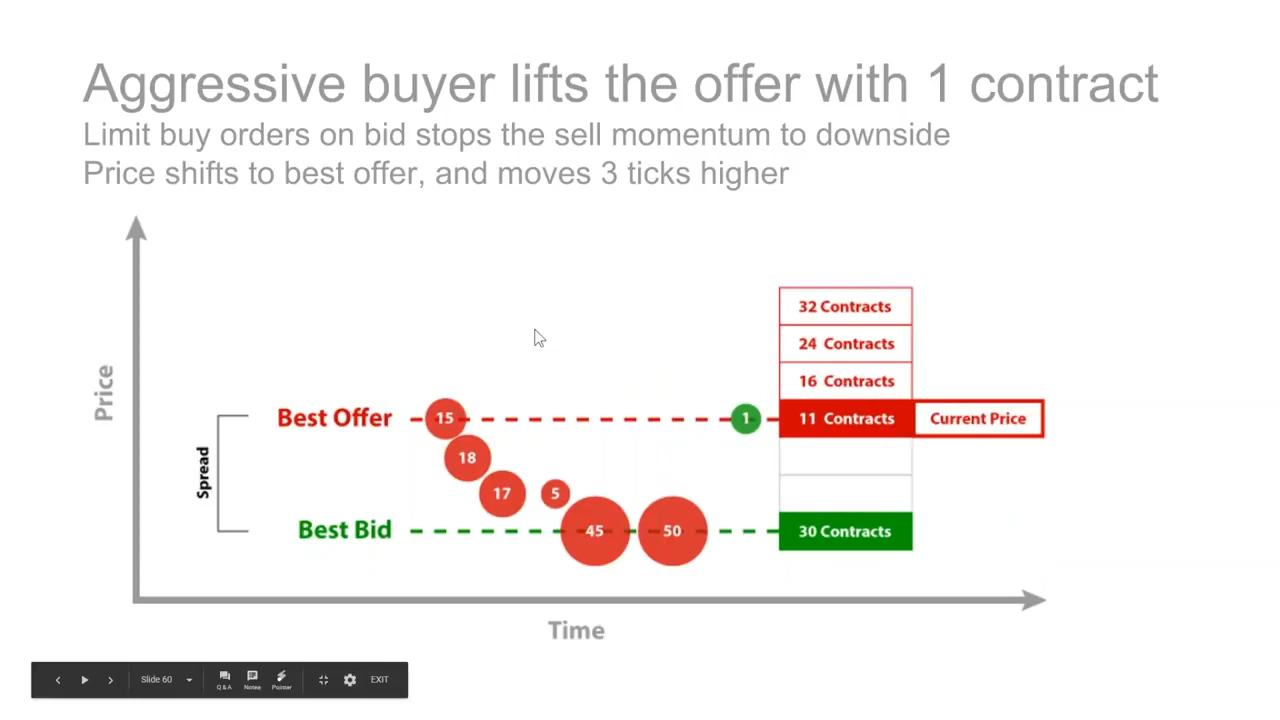 Aggressive buyer lifts the offer with 1 contract
Limit buy orders on bid stops the sell momentum to downside
Price shifts to best offer, and moves 3 ticks higher
32 Contracts
24 Contracts
16 Contracts
Best Offer
15
1
11 Contracts
Current Price
Price
Spread
18
17
5
Best Bid
45
50
30 Contracts
Time
Slide 60
Q & A
Notes
Pointer
EXIT